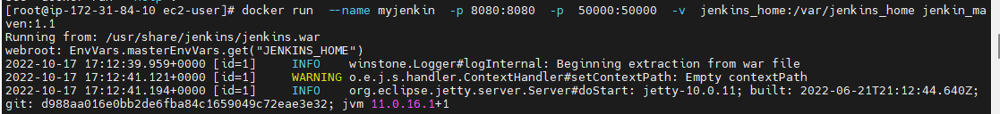 [root@ip-172-31-84-10 ec2-user]# docker run  --name myjenkin  -p 8080:8080  -p  50000:50000  -v  jenkins_home:/var/jenkins_home jenkin_ma
ven:1.1
Running from: /usr/share/jenkins/jenkins.war
webroot: EnvVars.masterEnvVars.get("JENKINS_HOME")
2022-10-17 17:12:39.959+0000 [id=1]     INFO    winstone.Logger#logInternal: Beginning extraction from war file
2022-10-17 17:12:41.121+0000 [id=1]     WARNING o.e.j.s.handler.ContextHandler#setContextPath: Empty contextPath
2022-10-17 17:12:41.194+0000 [id=1]     INFO    org.eclipse.jetty.server.Server#doStart: jetty-10.0.11; built: 2022-06-21T21:12:44.640Z;
git: d988aa016e0bb2de6fba84c1659049c72eae3e32; jvm 11.0.16.1+1